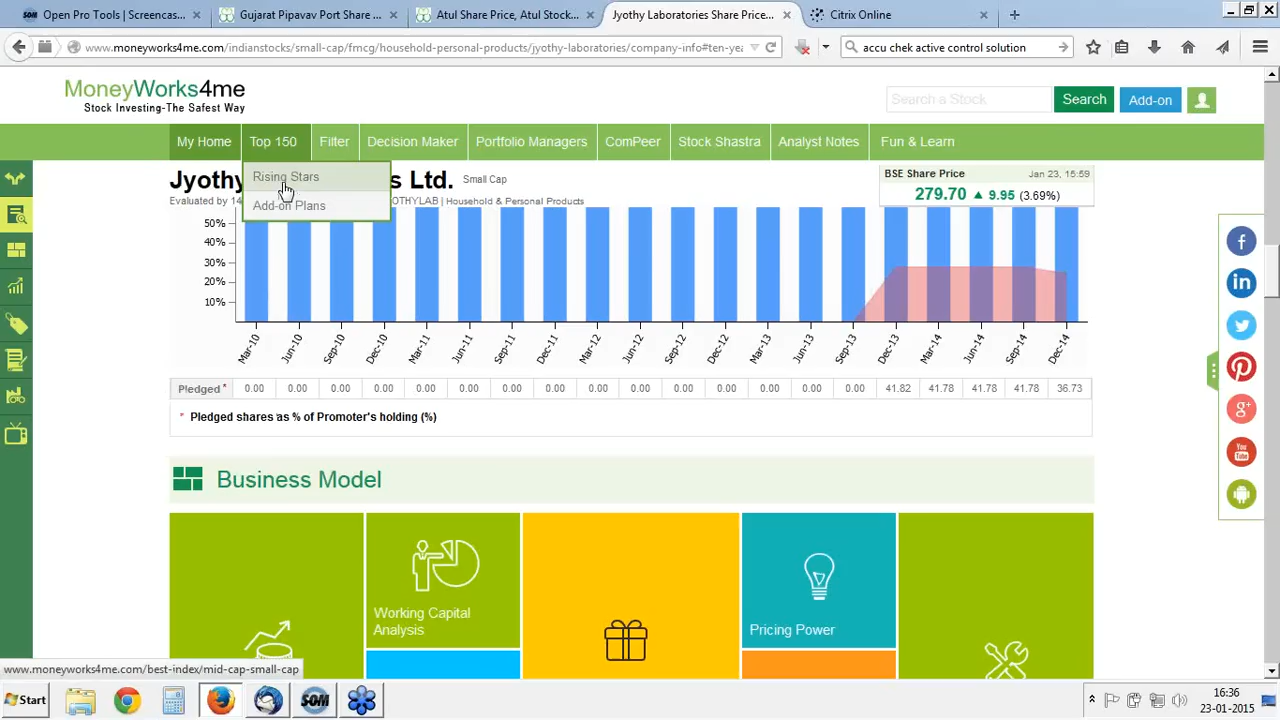 Open Pro Tools | Screencas...
Gujarat Pipavav Port Share ...
Atul Share Price, Atul Stock...
Jyothy Laboratories Share Price...
Citrix Online
www.moneyworks4me.com/indianstocks/small-cap/fmcg/household-personal-products/jyothy-laboratories/company-info#ten-yea
accu chek active control solution
MoneyWorks4me
Stock Investing-The Safest Way
Search a Stock
Search
Add-on
My Home
Top 150
Filter
Decision Maker
Portfolio Managers
ComPeer
Stock Shastra
Analyst Notes
Fun & Learn
Rising Stars
Add-on Plans
Jyothy s Ltd. Small Cap
Evaluated by 14 OTHYLAB | Household & Personal Products
BSE Share Price Jan 23, 15:59
279.70 ▲ 9.95 (3.69%)
50%
40%
30%
20%
10%
Mar-10 Jun-10 Sep-10 Dec-10 Mar-11 Jun-11 Sep-11 Dec-11 Mar-12 Jun-12 Sep-12 Dec-12 Mar-13 Jun-13 Sep-13 Dec-13 Mar-14 Jun-14 Sep-14 Dec-14
Pledged * 0.00 0.00 0.00 0.00 0.00 0.00 0.00 0.00 0.00 0.00 0.00 0.00 0.00 0.00 0.00 41.82 41.78 41.78 41.78 36.73
* Pledged shares as % of Promoter's holding (%)
Business Model
Working Capital
Analysis
Pricing Power
f
in
g+
You
Tube
www.moneyworks4me.com/best-index/mid-cap-small-cap
Start
SOM
16:36
23-01-2015